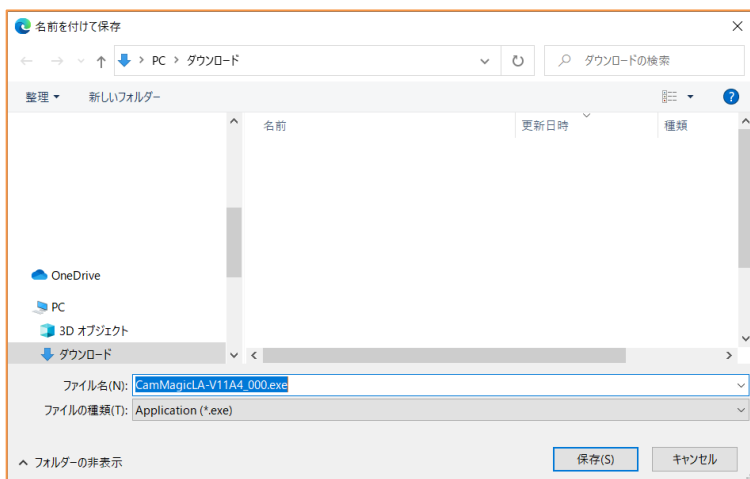 名前を付けて保存
PC > ダウンロード
ダウンロードの検索
整理 新しいフォルダー
名前 更新日時 種類
OneDrive
PC
3D オブジェクト
ダウンロード
ファイル名(N): CamMagicLA-V11A4_000.exe
ファイルの種類(T): Application (*.exe)
フォルダーの非表示
保存(S) キャンセル